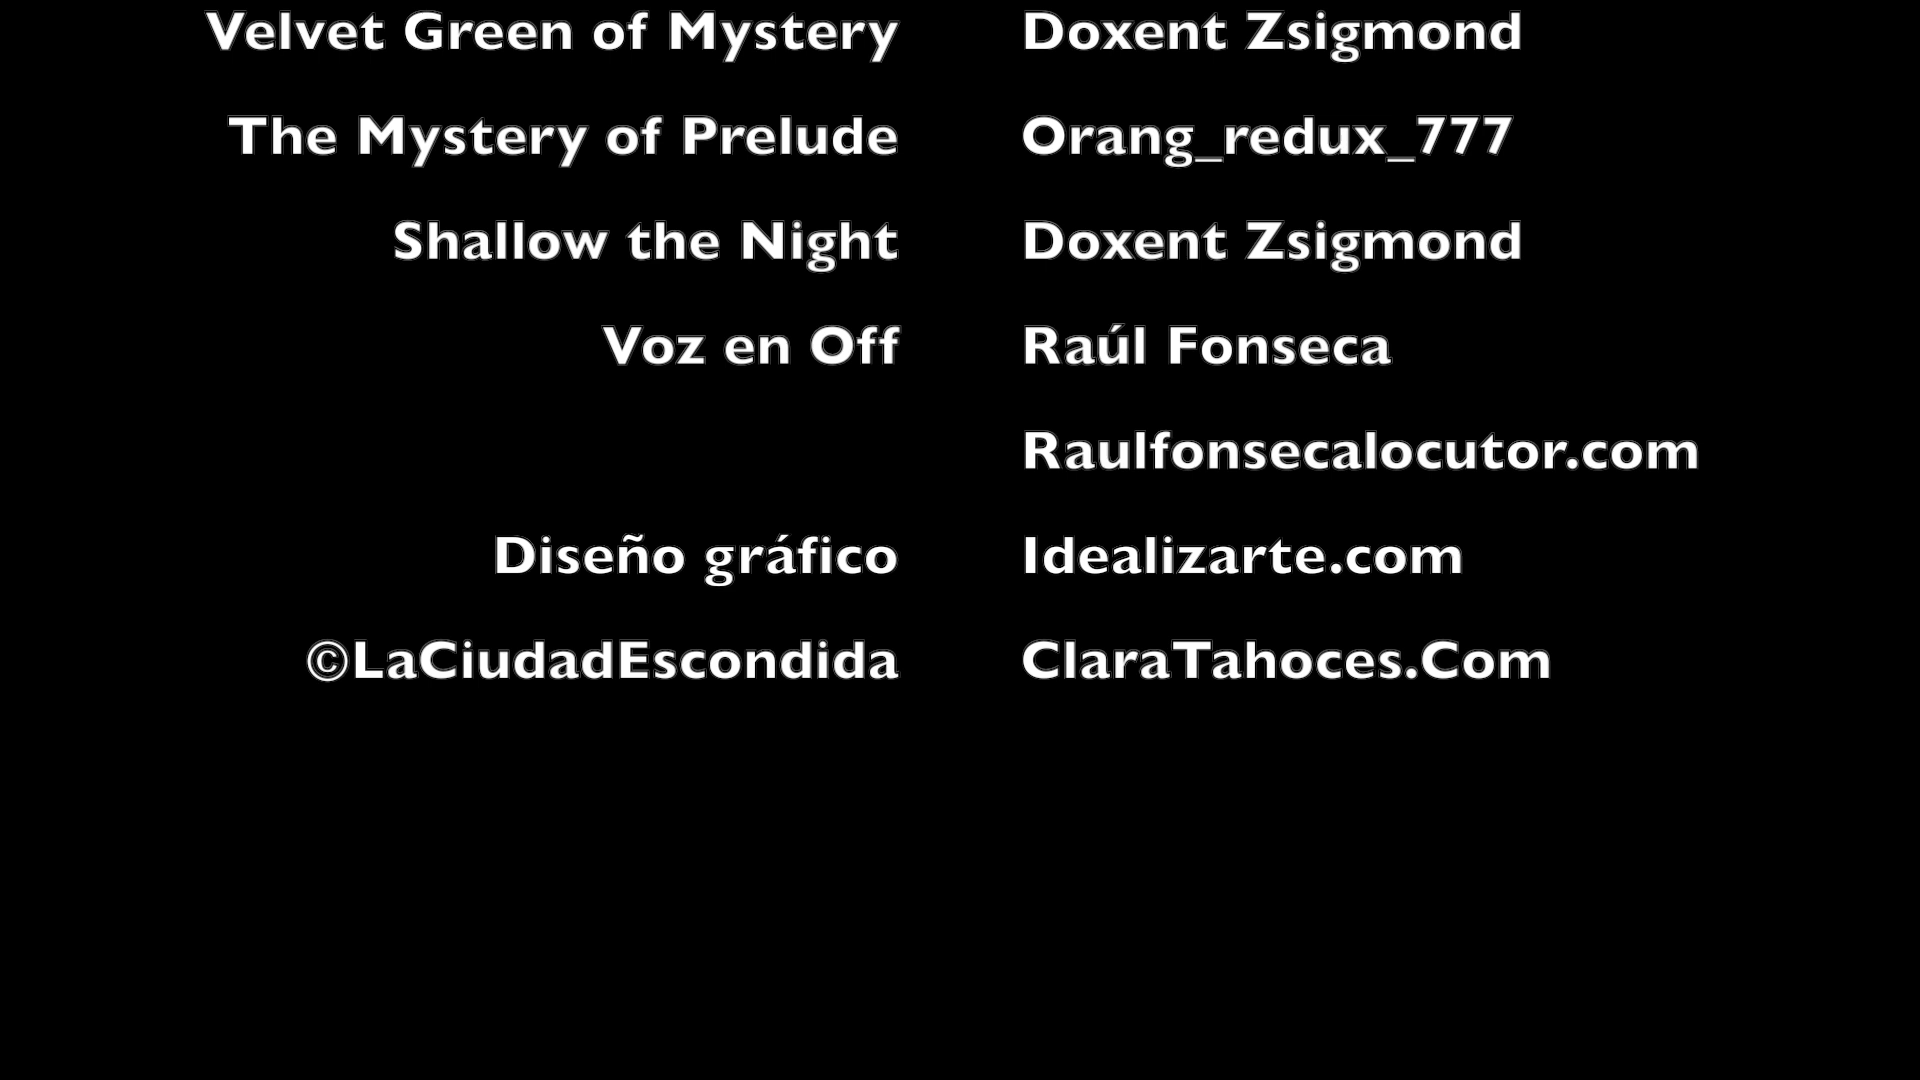 Velvet Green of Mystery Doxent Zsigmond
The Mystery of Prelude Orang_redux_777
Shallow the Night Doxent Zsigmond
Voz en Off Raúl Fonseca
Raulfonsecalocutor.com
Diseño gráfico Idealizarte.com
©LaCiudadEscondida ClaraTahoces.Com